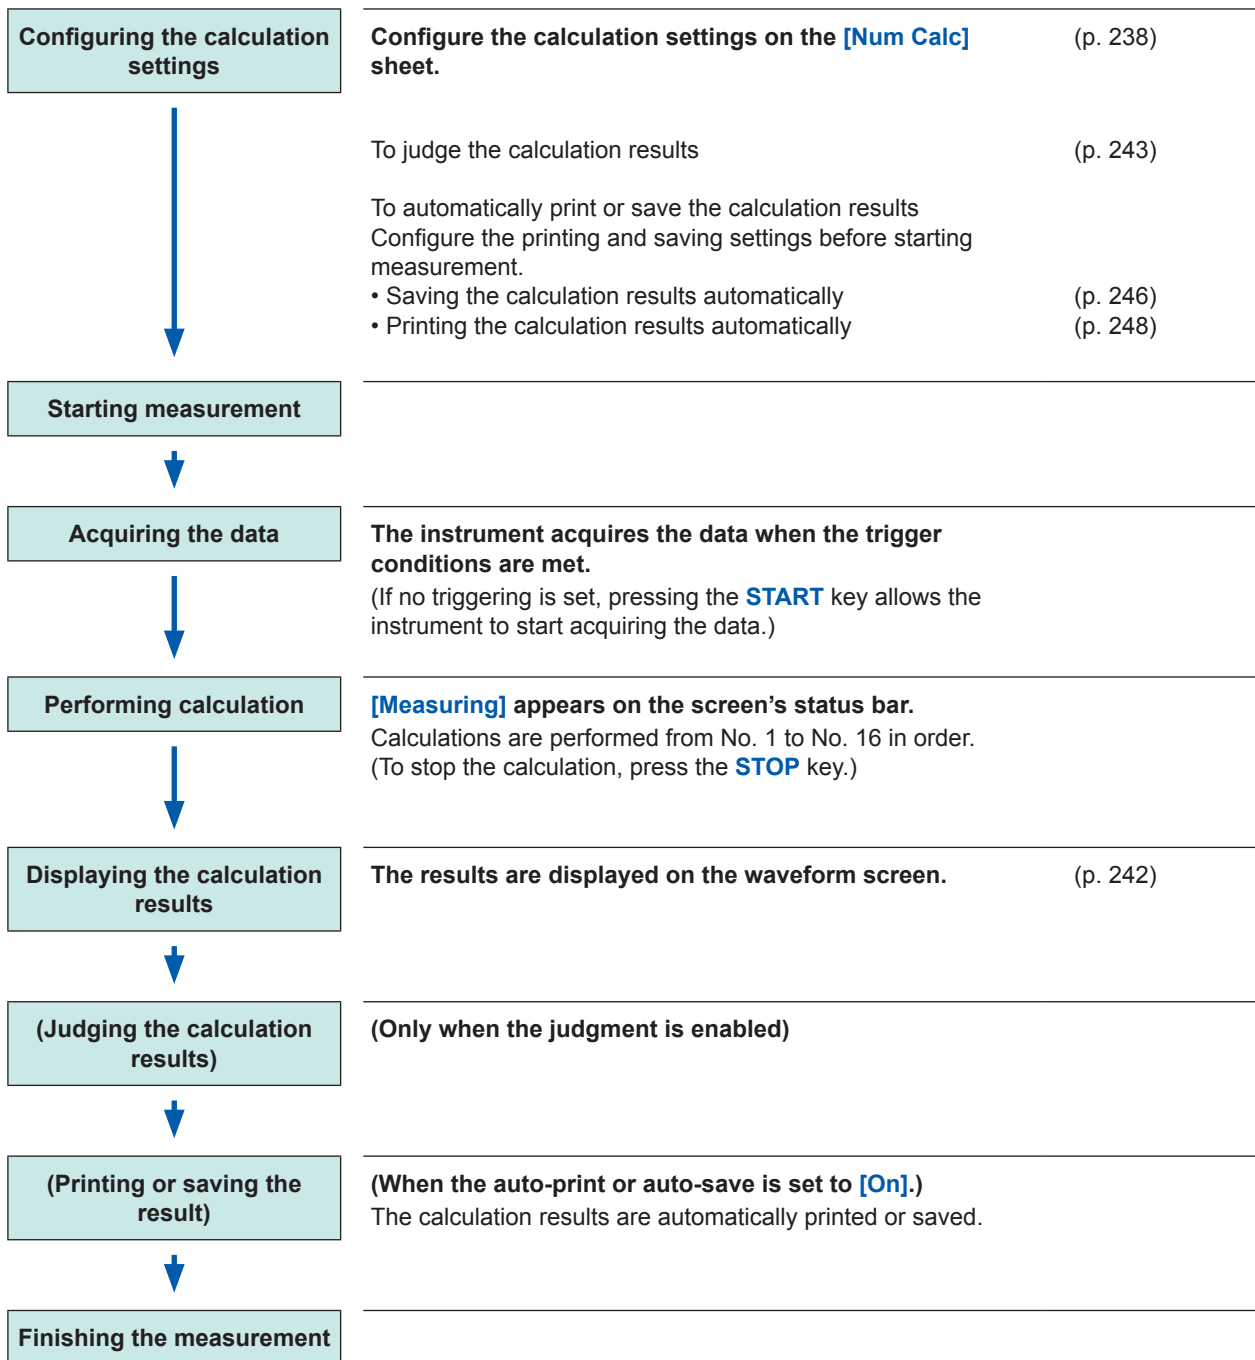 Configuring the calculation
settings
Configure the calculation settings on the [Num Calc]
sheet.
(p. 238)
To judge the calculation results
(p. 243)
To automatically print or save the calculation results
Configure the printing and saving settings before starting
measurement.
• Saving the calculation results automatically
(p. 246)
• Printing the calculation results automatically
(p. 248)
Starting measurement
Acquiring the data
The instrument acquires the data when the trigger
conditions are met.
(If no triggering is set, pressing the START key allows the
instrument to start acquiring the data.)
Performing calculation
[Measuring] appears on the screen’s status bar.
Calculations are performed from No. 1 to No. 16 in order.
(To stop the calculation, press the STOP key.)
Displaying the calculation
results
The results are displayed on the waveform screen.
(p. 242)
(Judging the calculation
results)
(Only when the judgment is enabled)
(Printing or saving the
result)
(When the auto-print or auto-save is set to [On].)
The calculation results are automatically printed or saved.
Finishing the measurement